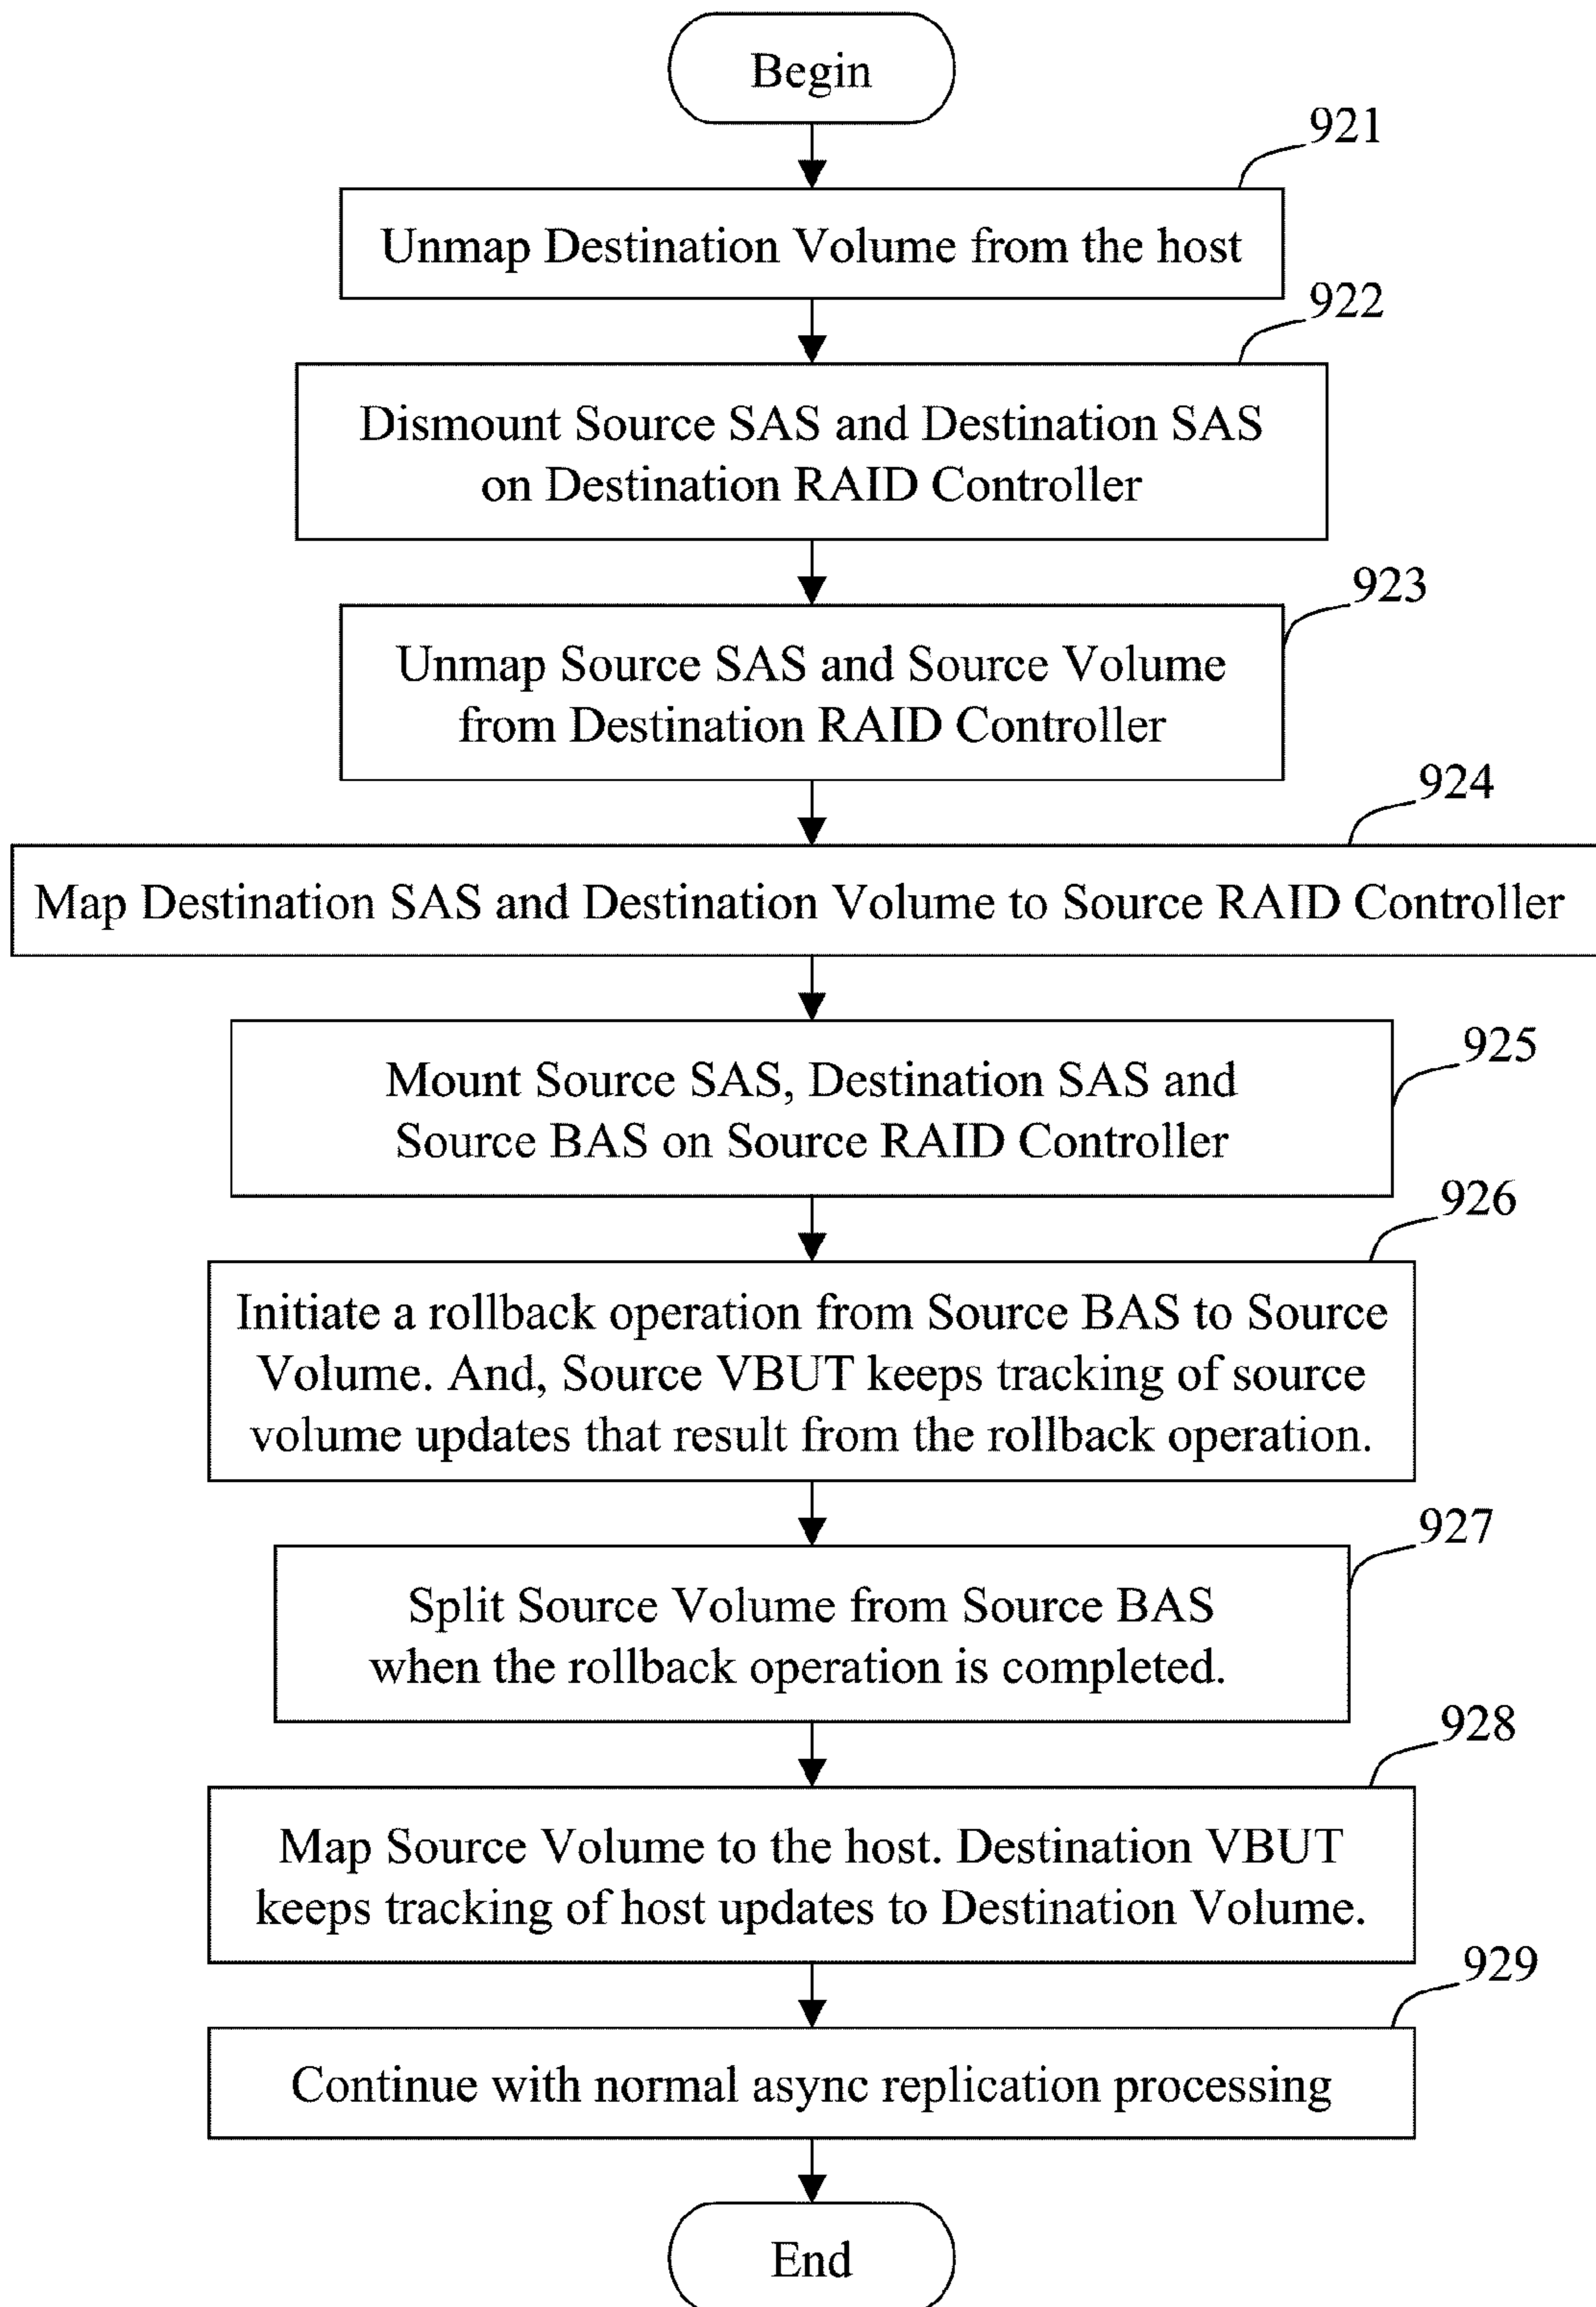 Begin
921
Unmap Destination Volume from the host
922
Dismount Source SAS and Destination SAS
on Destination RAID Controller
923
Unmap Source SAS and Source Volume
from Destination RAID Controller
924
Map Destination SAS and Destination Volume to Source RAID Controller
925
Mount Source SAS, Destination SAS and
Source BAS on Source RAID Controller
926
Initiate a rollback operation from Source BAS to Source
Volume. And, Source VBUT keeps tracking of source
volume updates that result from the rollback operation.
927
Split Source Volume from Source BAS
when the rollback operation is completed.
928
Map Source Volume to the host. Destination VBUT
keeps tracking of host updates to Destination Volume.
929
Continue with normal async replication processing
End